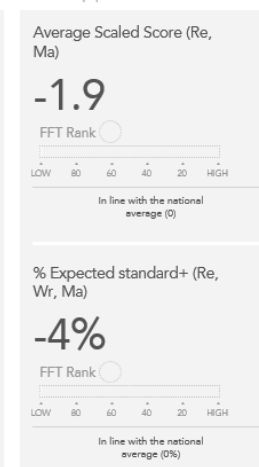 Average Scaled Score (Re,
Ma)
-1.9
FFT Rank
LOW 80 60 40 20 HIGH
In line with the national
average (0)
% Expected standard+ (Re,
Wr, Ma)
-4%
FFT Rank
LOW 80 60 40 20 HIGH
In line with the national
average (0%)